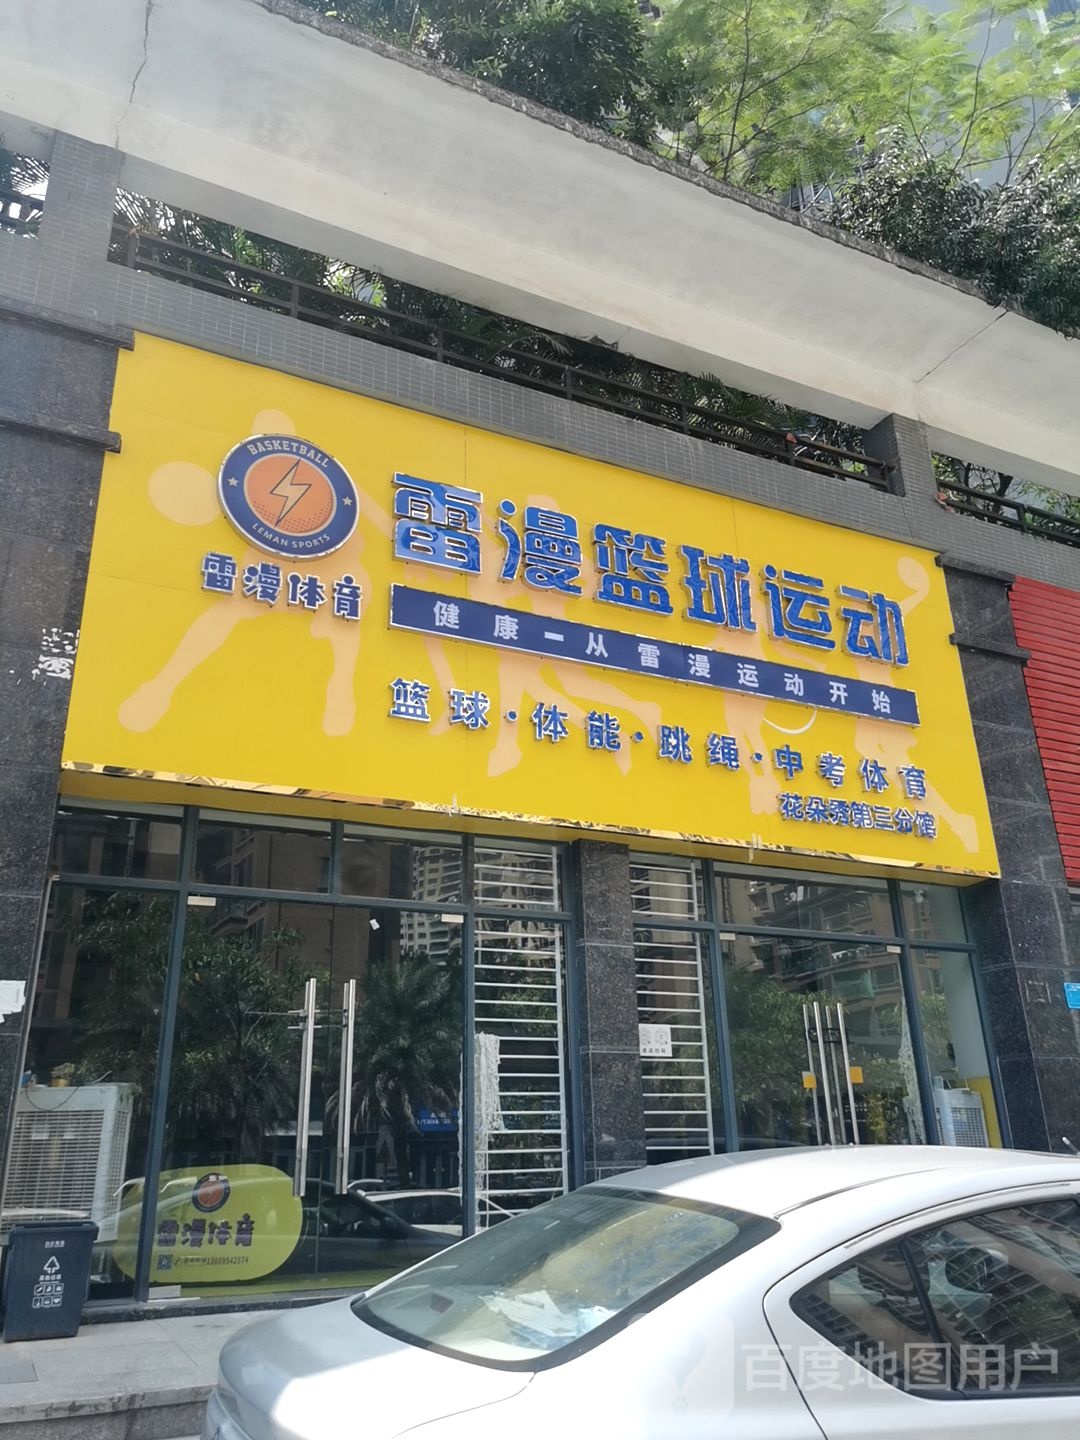 BASKETBALL
LEMAN SPORTS
雷漫体育
雷漫篮球运动
健康-从雷漫运动开始
篮球·体能·跳绳·中考体育
花朵秀第三分馆
雷漫体育
13609542574
百度地图用户